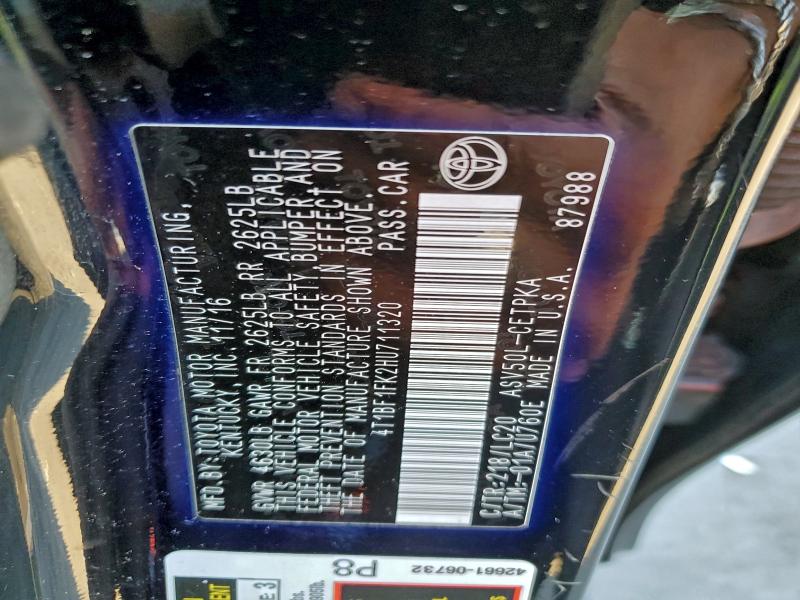 MFD.BY:TOYOTA MOTOR MANUFACTURING,
KENTUCKY, INC. 11/16
GVWR 4630LB GAWR FR 2625LB RR 2625LB
THIS VEHICLE CONFORMS TO ALL APPLICABLE
FEDERAL MOTOR VEHICLE SAFETY, BUMPER, AND
THEFT PREVENTION STANDARDS IN EFFECT ON
THE DATE OF MANUFACTURE SHOWN ABOVE.
4T1BF1FK2HU711320 PASS.CAR
C/TR:218/LC20 ASV50L-CETPKA
A/TM:-01A/U760E MADE IN U.S.A. 87988
42661-06732
P8